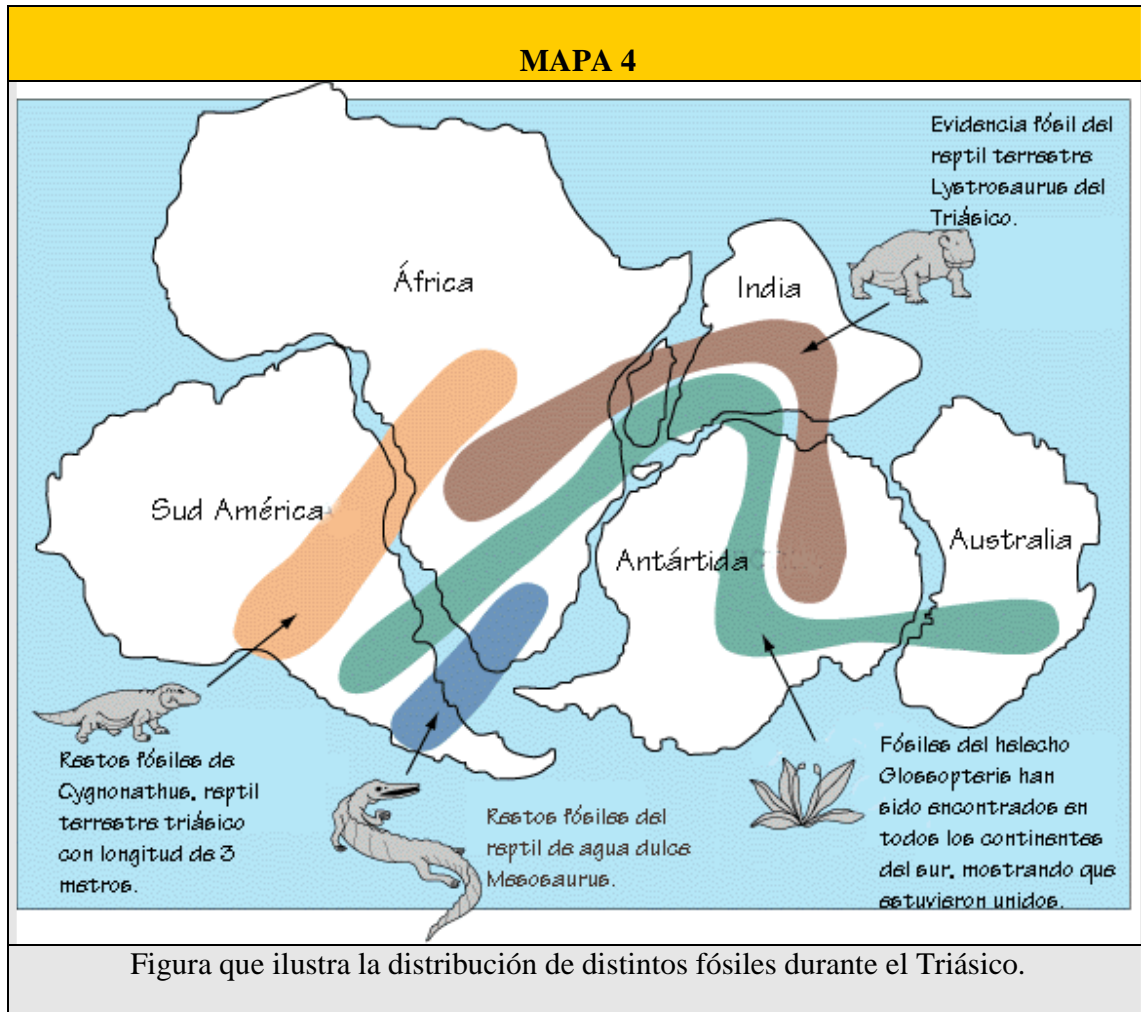 MAPA 4
Evidencia fósil del
reptil terrestre
Lystrosaurus del
Triásico.
África
India
Sud América
Antártida
Australia
Restos fósiles de
Cygnonathus, reptil
terrestre triásico
con longitud de 3
metros.
Restos fósiles del
reptil de agua dulce
Mesosaurus.
Fósiles del helecho
Glossopteris han
sido encontrados en
todos los continentes
del sur, mostrando que
estuvieron unidos.
Figura que ilustra la distribución de distintos fósiles durante el Triásico.